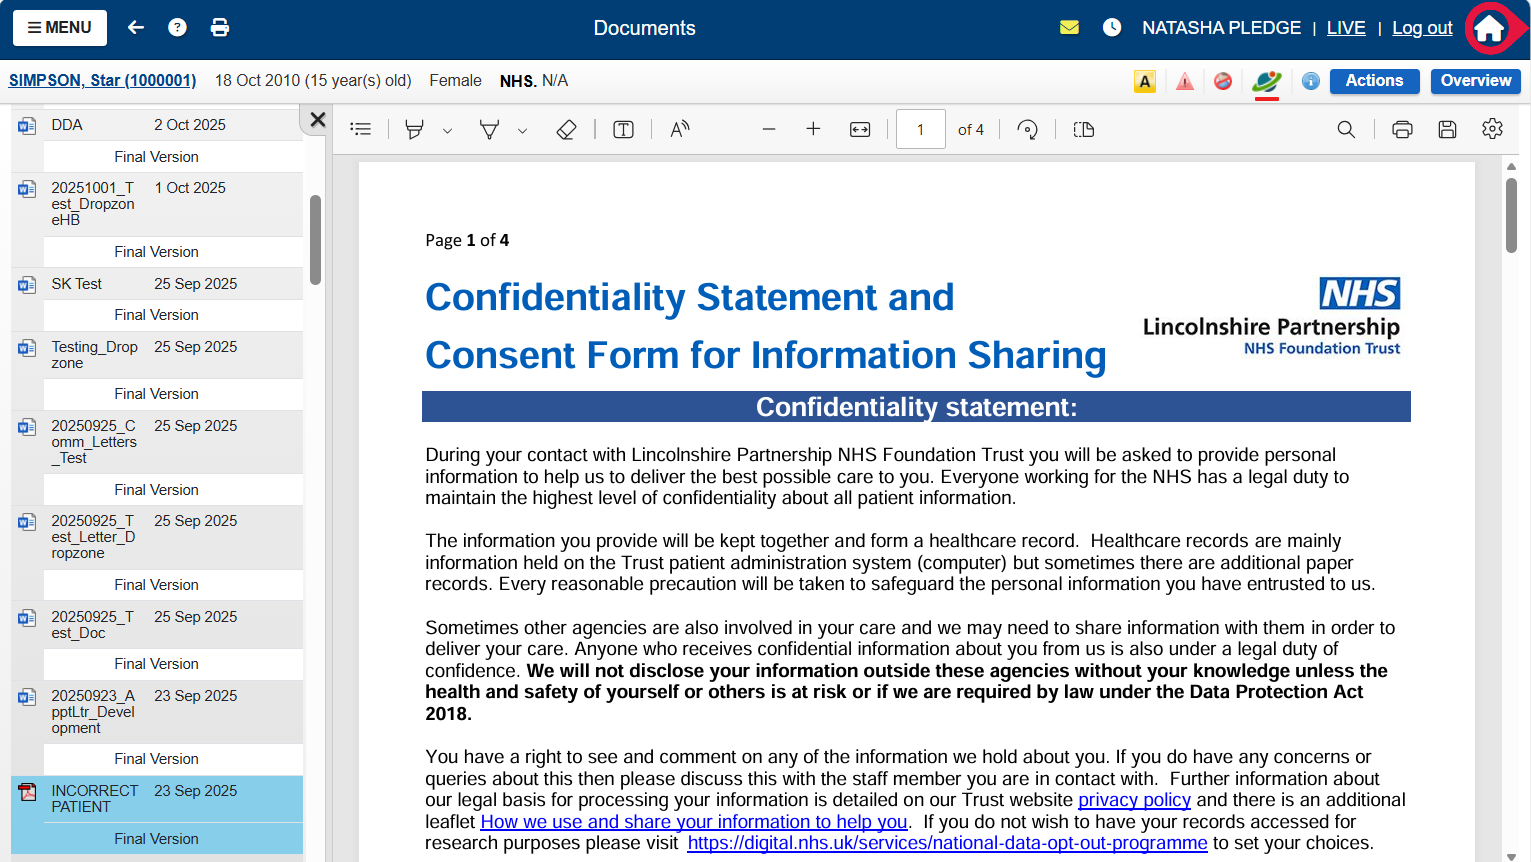 MENU
?
Documents
NATASHA PLEDGE | LIVE | Log out
SIMPSON, Star (1000001) 18 Oct 2010 (15 year(s) old) Female NHS. N/A
A
i
Actions
Overview
DDA 2 Oct 2025
Final Version
20251001_T 1 Oct 2025
est_Dropzon
eHB
Final Version
SK Test 25 Sep 2025
Final Version
Testing_Drop 25 Sep 2025
zone
Final Version
20250925_C 25 Sep 2025
omm_Letters
_Test
Final Version
20250925_T 25 Sep 2025
est_Letter_D
ropzone
Final Version
20250925_T 25 Sep 2025
est_Doc
Final Version
20250923_A 23 Sep 2025
pptLtr_Devel
opment
Final Version
INCORRECT 23 Sep 2025
PATIENT
Final Version
1 of 4
Page 1 of 4
Confidentiality Statement and
Consent Form for Information Sharing
NHS
Lincolnshire Partnership
NHS Foundation Trust
Confidentiality statement:
During your contact with Lincolnshire Partnership NHS Foundation Trust you will be asked to provide personal
information to help us to deliver the best possible care to you. Everyone working for the NHS has a legal duty to
maintain the highest level of confidentiality about all patient information.
The information you provide will be kept together and form a healthcare record. Healthcare records are mainly
information held on the Trust patient administration system (computer) but sometimes there are additional paper
records. Every reasonable precaution will be taken to safeguard the personal information you have entrusted to us.
Sometimes other agencies are also involved in your care and we may need to share information with them in order to
deliver your care. Anyone who receives confidential information about you from us is also under a legal duty of
confidence. We will not disclose your information outside these agencies without your knowledge unless the
health and safety of yourself or others is at risk or if we are required by law under the Data Protection Act
2018.
You have a right to see and comment on any of the information we hold about you. If you do have any concerns or
queries about this then please discuss this with the staff member you are in contact with. Further information about
our legal basis for processing your information is detailed on our Trust website privacy policy and there is an additional
leaflet How we use and share your information to help you. If you do not wish to have your records accessed for
research purposes please visit https://digital.nhs.uk/services/national-data-opt-out-programme to set your choices.